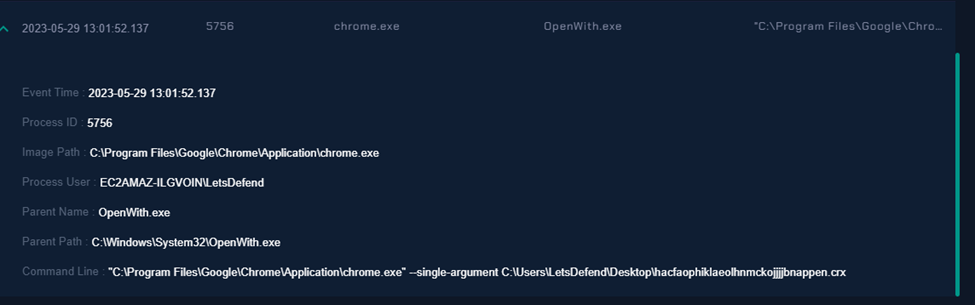 2023-05-29 13:01:52.137 5756 chrome.exe OpenWith.exe "C:\Program Files\Google\Chro...
Event Time : 2023-05-29 13:01:52.137
Process ID : 5756
Image Path : C:\Program Files\Google\Chrome\Application\chrome.exe
Process User : EC2AMAZ-ILGVOIN\LetsDefend
Parent Name : OpenWith.exe
Parent Path : C:\Windows\System32\OpenWith.exe
Command Line : "C:\Program Files\Google\Chrome\Application\chrome.exe" --single-argument C:\Users\LetsDefend\Desktop\hacfaophiklaeolhnmckojjjjbnappen.crx